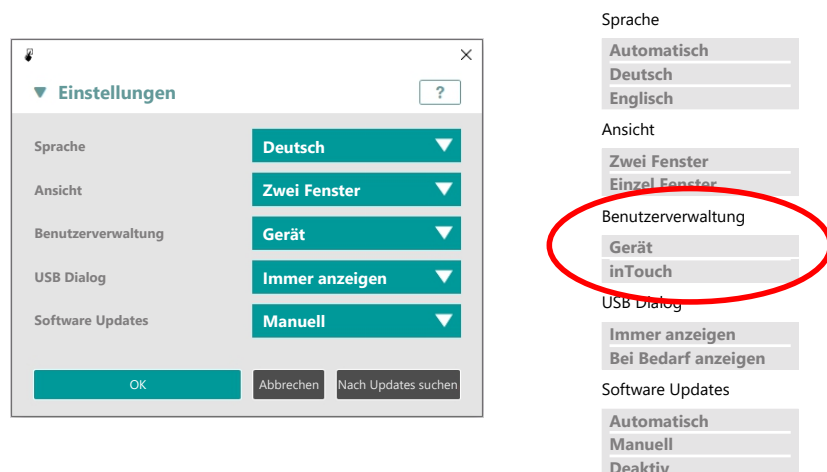 Einstellungen
?
Sprache
Deutsch
Ansicht
Zwei Fenster
Benutzerverwaltung
Gerät
USB Dialog
Immer anzeigen
Software Updates
Manuell
OK
Abbrechen
Nach Updates suchen
Sprache
Automatisch
Deutsch
Englisch
Ansicht
Zwei Fenster
Einzel Fenster
Benutzerverwaltung
Gerät
inTouch
USB Dialog
Immer anzeigen
Bei Bedarf anzeigen
Software Updates
Automatisch
Manuell
Deaktiv